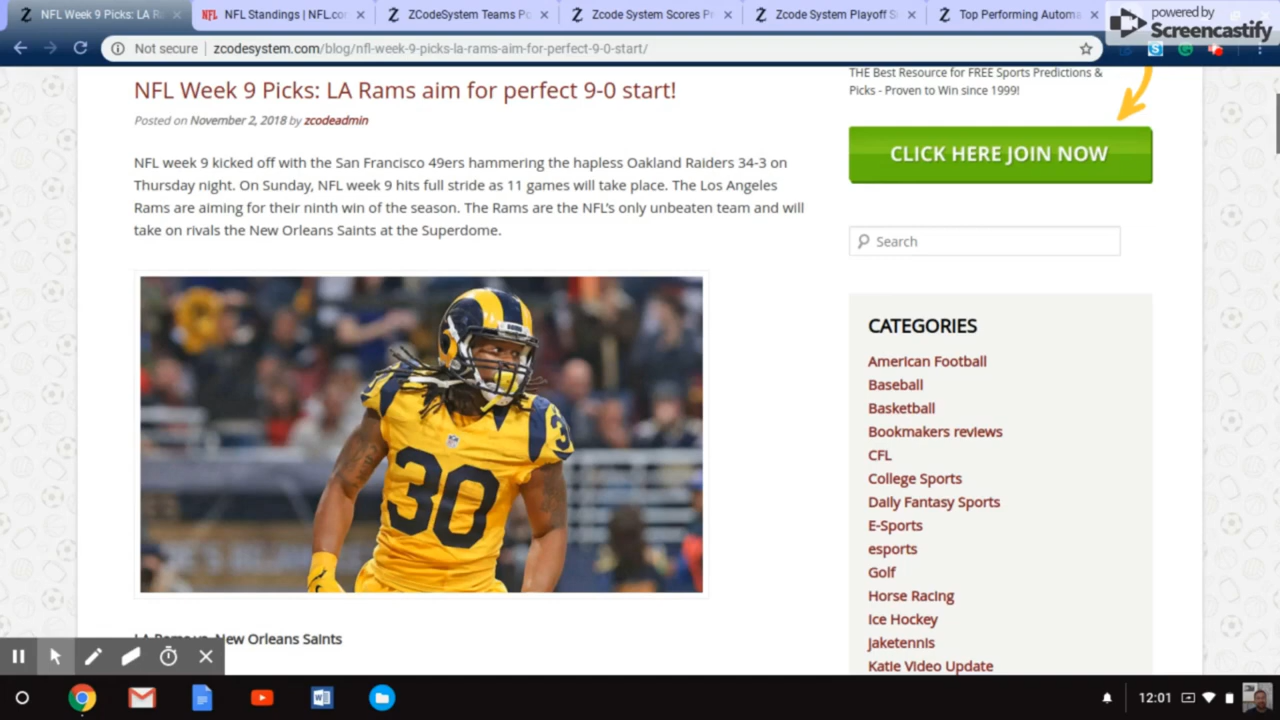 NFL Week 9 Picks: LA R
NFL Standings | NFL.co
ZCodeSystem Teams Po
Zcode System Scores P
Zcode System Playoff S
Top Performing Automa
powered by
Screencastify
Not secure | zcodesystem.com/blog/nfl-week-9-picks-la-rams-aim-for-perfect-9-0-start/
NFL Week 9 Picks: LA Rams aim for perfect 9-0 start!
Posted on November 2, 2018 by zcodeadmin
NFL week 9 kicked off with the San Francisco 49ers hammering the hapless Oakland Raiders 34-3 on
Thursday night. On Sunday, NFL week 9 hits full stride as 11 games will take place. The Los Angeles
Rams are aiming for their ninth win of the season. The Rams are the NFL's only unbeaten team and will
take on rivals the New Orleans Saints at the Superdome.
30
30
LA Rams vs. New Orleans Saints
THE Best Resource for FREE Sports Predictions &
Picks - Proven to Win since 1999!
CLICK HERE JOIN NOW
Search
CATEGORIES
American Football
Baseball
Basketball
Bookmakers reviews
CFL
College Sports
Daily Fantasy Sports
E-Sports
esports
Golf
Horse Racing
Ice Hockey
Jaketennis
Katie Video Update
12:01